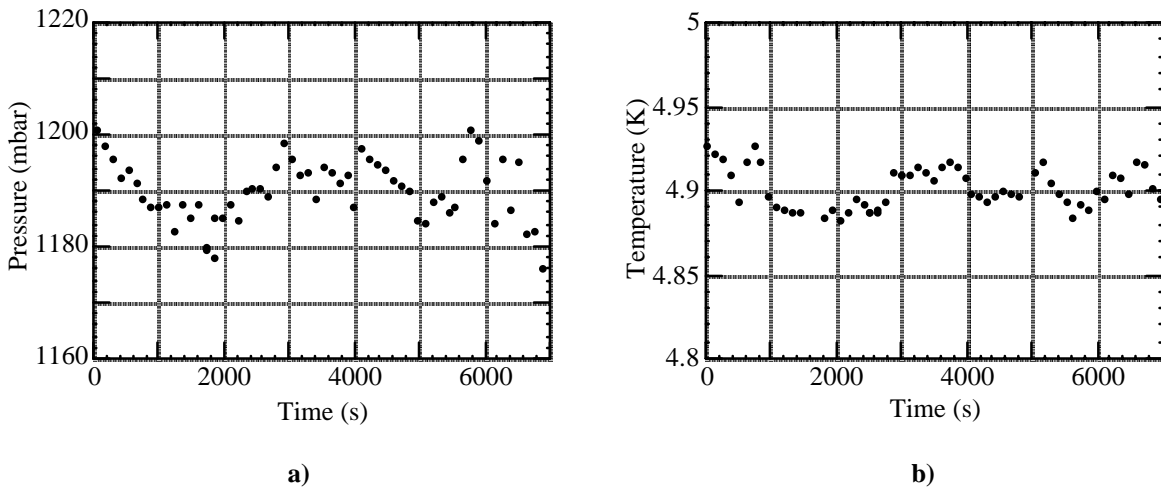 1220
1200
1180
1160
Pressure (mbar)
0 2000 4000 6000
Time (s)
a)
5
4.95
4.9
4.85
4.8
Temperature (K)
0 2000 4000 6000
Time (s)
b)